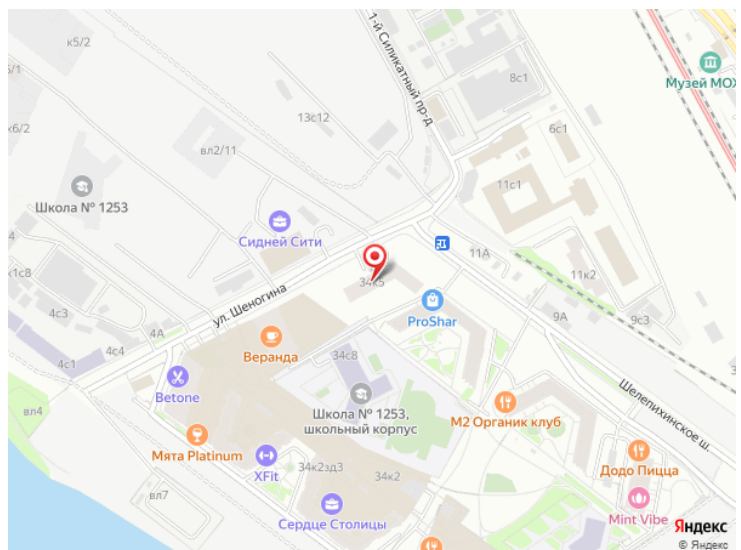 к5/2
5/1
1-й Силикатный пр-д
8с1
Музей МОЖ
13с12
к6/2
6с1
вл2/11
11с1
Школа № 1253
Сидней Сити
11А
к1с8
34к5
11к2
ул. Шеногина
ProShar
4с3
4А
9А
9с3
4с4
Веранда
34с8
4с1
Betone
Школа № 1253,
школьный корпус
Шелепихинское ш.
вл4
М2 Органик клуб
Мята Platinum
XFit
34к2зд3
34к2
Додо Пицца
вл7
Сердце Столицы
Mint Vibe
Яндекс
© Яндекс